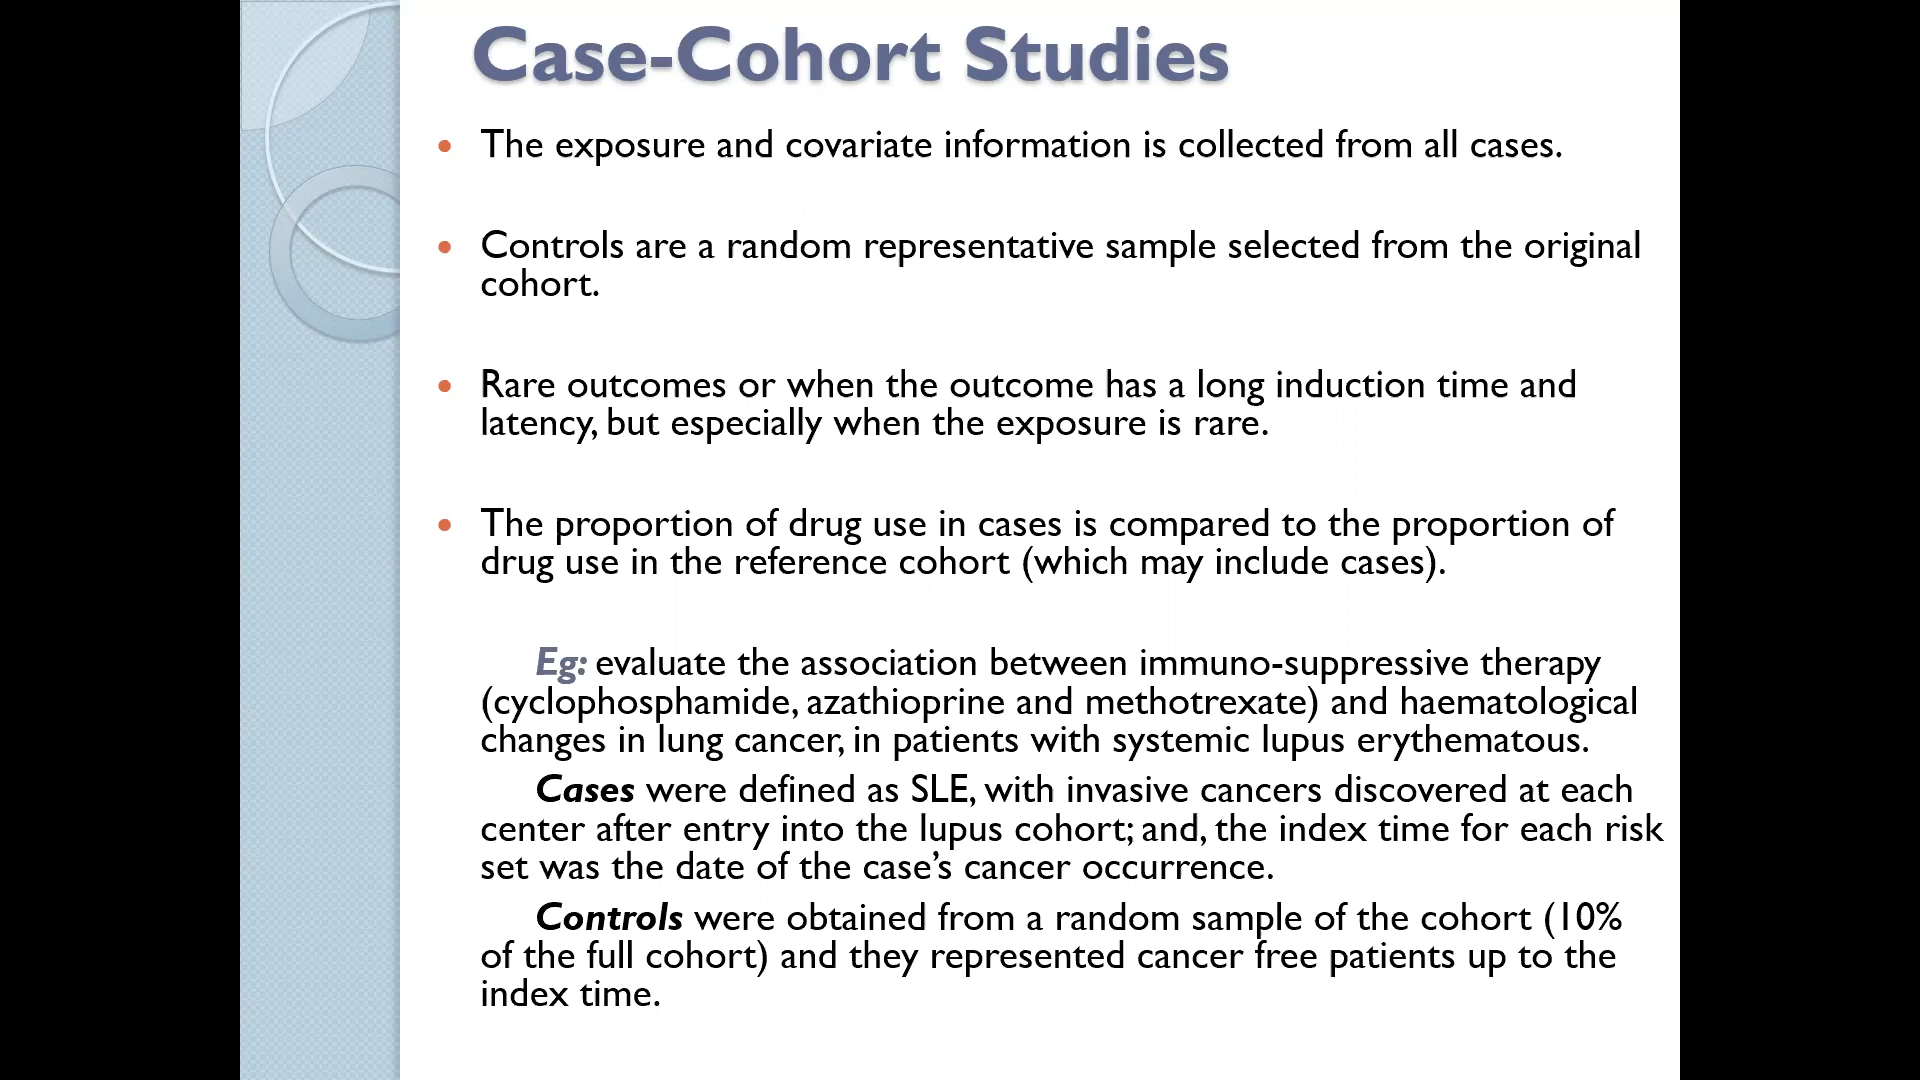 Case-Cohort Studies
• The exposure and covariate information is collected from all cases.
• Controls are a random representative sample selected from the original
cohort.
• Rare outcomes or when the outcome has a long induction time and
latency, but especially when the exposure is rare.
• The proportion of drug use in cases is compared to the proportion of
drug use in the reference cohort (which may include cases).
Eg: evaluate the association between immuno-suppressive therapy
(cyclophosphamide, azathioprine and methotrexate) and haematological
changes in lung cancer, in patients with systemic lupus erythematous.
Cases were defined as SLE, with invasive cancers discovered at each
center after entry into the lupus cohort; and, the index time for each risk
set was the date of the case’s cancer occurrence.
Controls were obtained from a random sample of the cohort (10%
of the full cohort) and they represented cancer free patients up to the
index time.